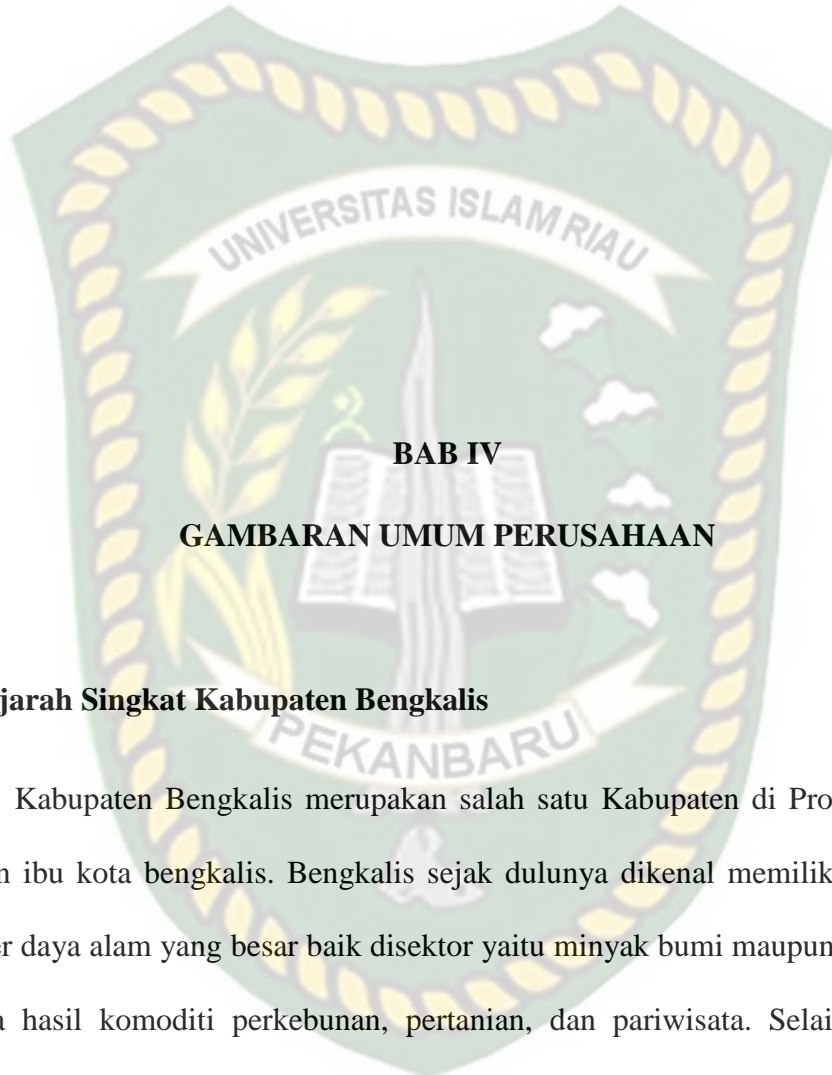 UNIVERSITAS ISLAM RIAU
BAB IV
GAMBARAN UMUM PERUSAHAAN
jarah Singkat Kabupaten Bengkalis
PEKANBARU
Kabupaten Bengkalis merupakan salah satu Kabupaten di Pro
ibu kota bengkalis. Bengkalis sejak dulunya dikenal memilik
er daya alam yang besar baik disektor yaitu minyak bumi maupun
hasil komoditi perkebunan, pertanian, dan pariwisata. Selai